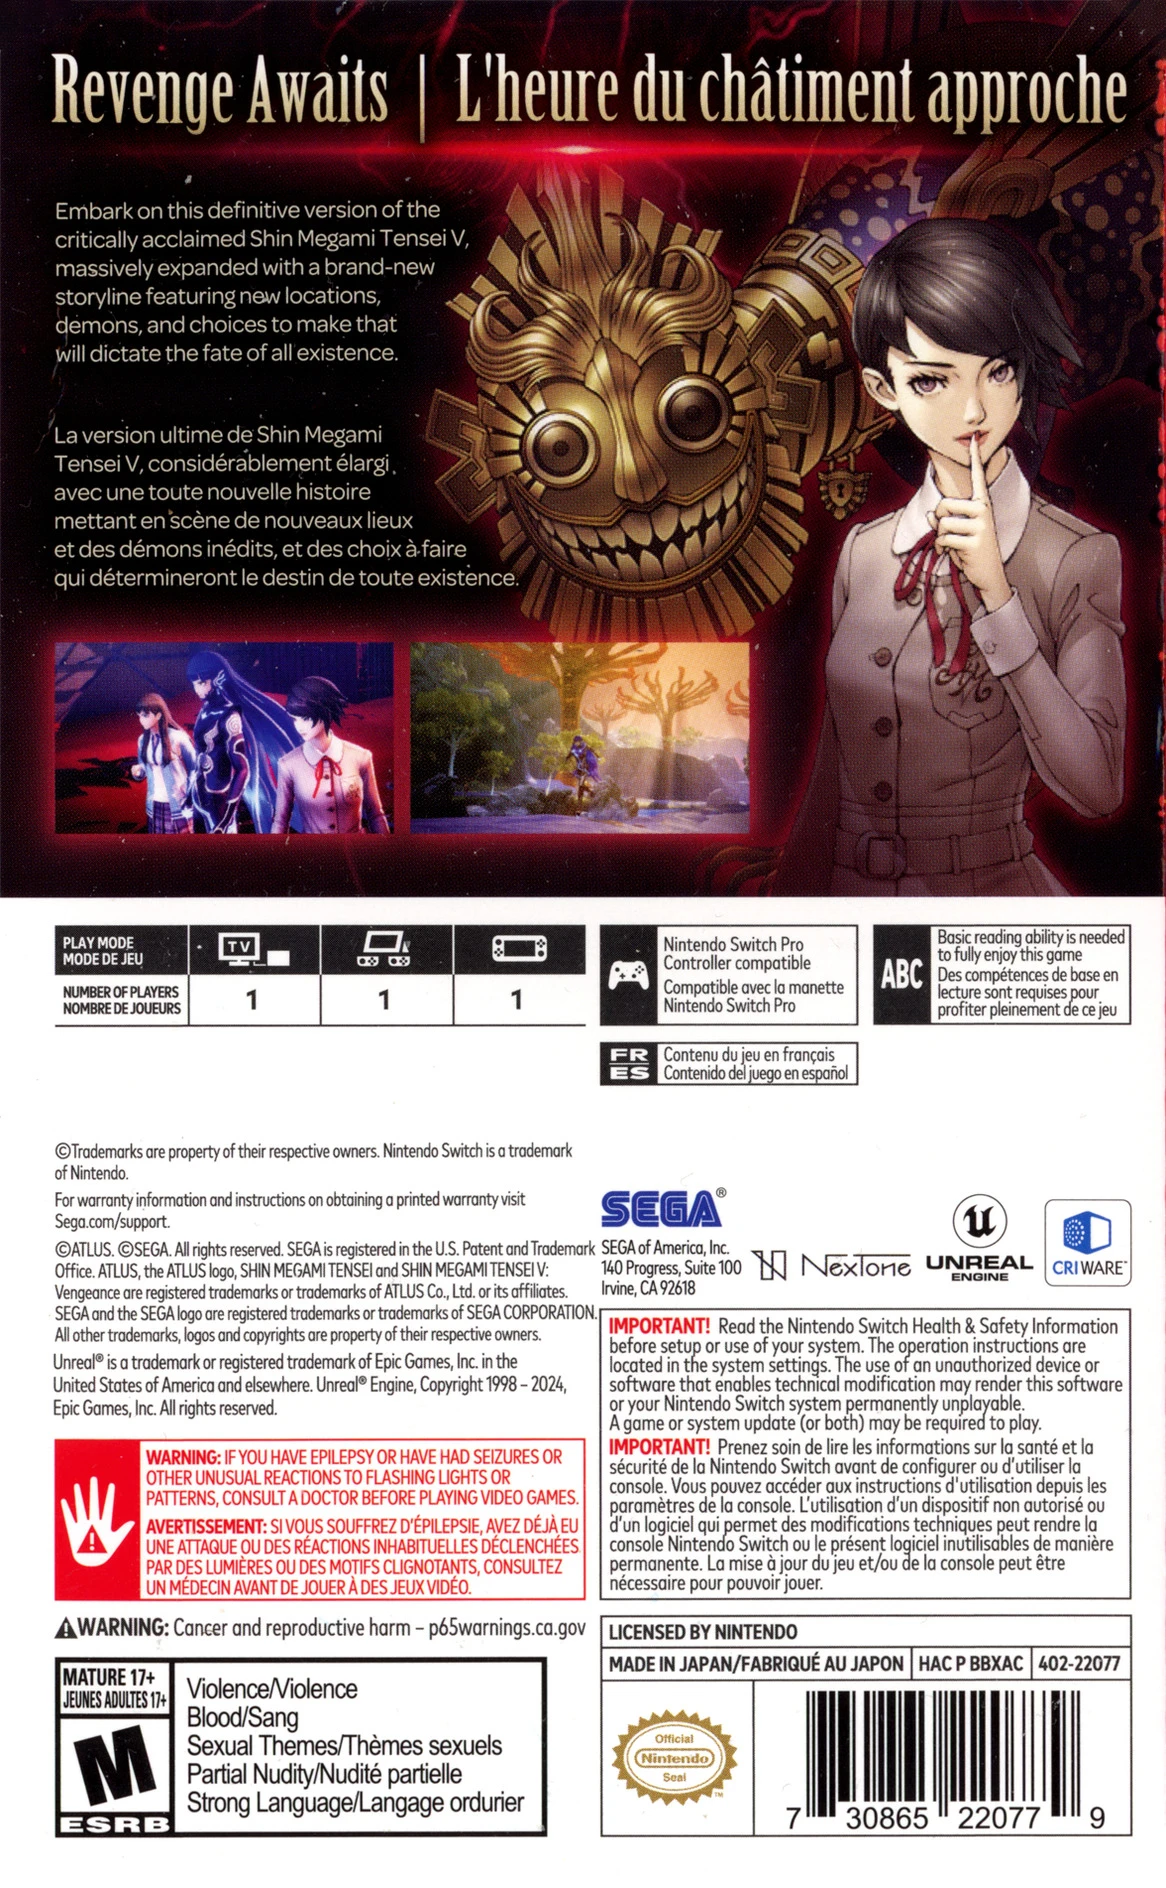 Revenge Awaits | L'heure du châtiment approche
Embark on this definitive version of the
critically acclaimed Shin Megami Tensei V,
massively expanded with a brand-new
storyline featuring new locations,
demons, and choices to make that
will dictate the fate of all existence.
La version ultime de Shin Megami
Tensei V, considérablement élargi
avec une toute nouvelle histoire
mettant en scène de nouveaux lieux
et des démons inédits, et des choix à faire
qui détermineront le destin de toute existence.
PLAY MODE
MODE DE JEU
TV
NUMBER OF PLAYERS
NOMBRE DE JOUEURS
1
1
1
Nintendo Switch Pro
Controller compatible
Compatible avec la manette
Nintendo Switch Pro
ABC
Basic reading ability is needed
to fully enjoy this game
Des compétences de base en
lecture sont requises pour
profiter pleinement de ce jeu
FR
ES
Contenu du jeu en français
Contenido del juego en español
©Trademarks are property of their respective owners. Nintendo Switch is a trademark
of Nintendo.
For warranty information and instructions on obtaining a printed warranty visit
Sega.com/support.
©ATLUS. ©SEGA. All rights reserved. SEGA is registered in the U.S. Patent and Trademark
Office. ATLUS, the ATLUS logo, SHIN MEGAMI TENSEI and SHIN MEGAMI TENSEI V:
Vengeance are registered trademarks or trademarks of ATLUS Co., Ltd. or its affiliates.
SEGA and the SEGA logo are registered trademarks or trademarks of SEGA CORPORATION.
All other trademarks, logos and copyrights are property of their respective owners.
Unreal® is a trademark or registered trademark of Epic Games, Inc. in the
United States of America and elsewhere. Unreal® Engine, Copyright 1998 – 2024,
Epic Games, Inc. All rights reserved.
SEGA®
SEGA of America, Inc.
140 Progress, Suite 100
Irvine, CA 92618
NexTone
UNREAL
ENGINE
CRIWARE™
WARNING: IF YOU HAVE EPILEPSY OR HAVE HAD SEIZURES OR
OTHER UNUSUAL REACTIONS TO FLASHING LIGHTS OR
PATTERNS, CONSULT A DOCTOR BEFORE PLAYING VIDEO GAMES.
AVERTISSEMENT: SI VOUS SOUFFREZ D'ÉPILEPSIE, AVEZ DÉJÀ EU
UNE ATTAQUE OU DES RÉACTIONS INHABITUELLES DÉCLENCHÉES
PAR DES LUMIÈRES OU DES MOTIFS CLIGNOTANTS, CONSULTEZ
UN MÉDECIN AVANT DE JOUER À DES JEUX VIDÉO.
IMPORTANT! Read the Nintendo Switch Health & Safety Information
before setup or use of your system. The operation instructions are
located in the system settings. The use of an unauthorized device or
software that enables technical modification may render this software
or your Nintendo Switch system permanently unplayable.
A game or system update (or both) may be required to play.
IMPORTANT! Prenez soin de lire les informations sur la santé et la
sécurité de la Nintendo Switch avant de configurer ou d'utiliser la
console. Vous pouvez accéder aux instructions d'utilisation depuis les
paramètres de la console. L'utilisation d'un dispositif non autorisé ou
d'un logiciel qui permet des modifications techniques peut rendre la
console Nintendo Switch ou le présent logiciel inutilisables de manière
permanente. La mise à jour du jeu et/ou de la console peut être
nécessaire pour pouvoir jouer.
⚠WARNING: Cancer and reproductive harm – p65warnings.ca.gov
MATURE 17+
JEUNES ADULTES 17+
M
ESRB
Violence/Violence
Blood/Sang
Sexual Themes/Thèmes sexuels
Partial Nudity/Nudité partielle
Strong Language/Langage ordurier
LICENSED BY NINTENDO
MADE IN JAPAN/FABRIQUÉ AU JAPON HAC P BBXAC 402-22077
Official
Nintendo
Seal
™
7 30865 22077 9